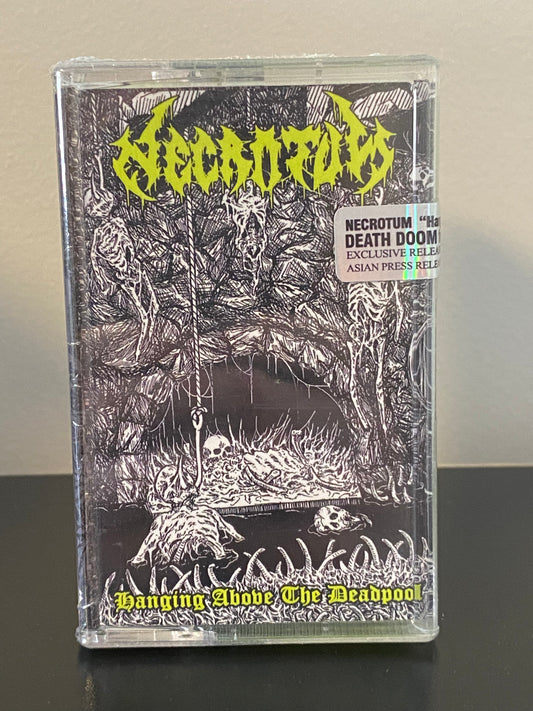 NECROTUM
NECROTUM "Ha
DEATH DOOM
EXCLUSIVE RELEA
ASIAN PRESS RELE
Hanging Above The Deadpool